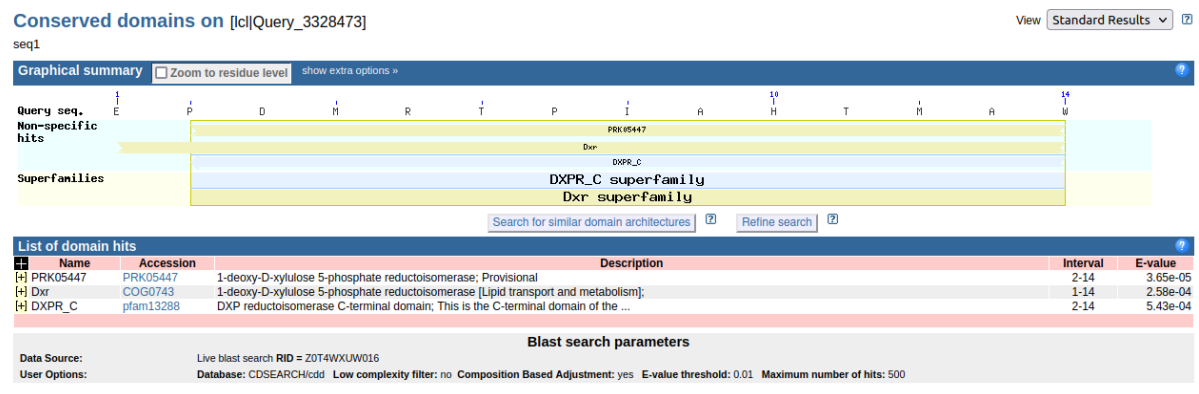 Conserved domains on [lcl|Query_3328473]
View Standard Results
seq1
Graphical summary Zoom to residue level show extra options »
1 10 14
Query seq. E P D M R T P I A H T M A W
Non-specific hits
PRK05447
Dxr
DXPR_C
Superfamilies
DXPR_C superfamily
Dxr superfamily
Search for similar domain architectures ? Refine search ?
List of domain hits ?
+ Name Accession Description Interval E-value
[+] PRK05447 PRK05447 1-deoxy-D-xylulose 5-phosphate reductoisomerase; Provisional 2-14 3.65e-05
[+] Dxr COG0743 1-deoxy-D-xylulose 5-phosphate reductoisomerase [Lipid transport and metabolism]; 1-14 2.58e-04
[+] DXPR_C pfam13288 DXP reductoisomerase C-terminal domain; This is the C-terminal domain of the ... 2-14 5.43e-04
Blast search parameters
Data Source: Live blast search RID = Z0T4WXUW016
User Options: Database: CDSEARCH/cdd Low complexity filter: no Composition Based Adjustment: yes E-value threshold: 0.01 Maximum number of hits: 500